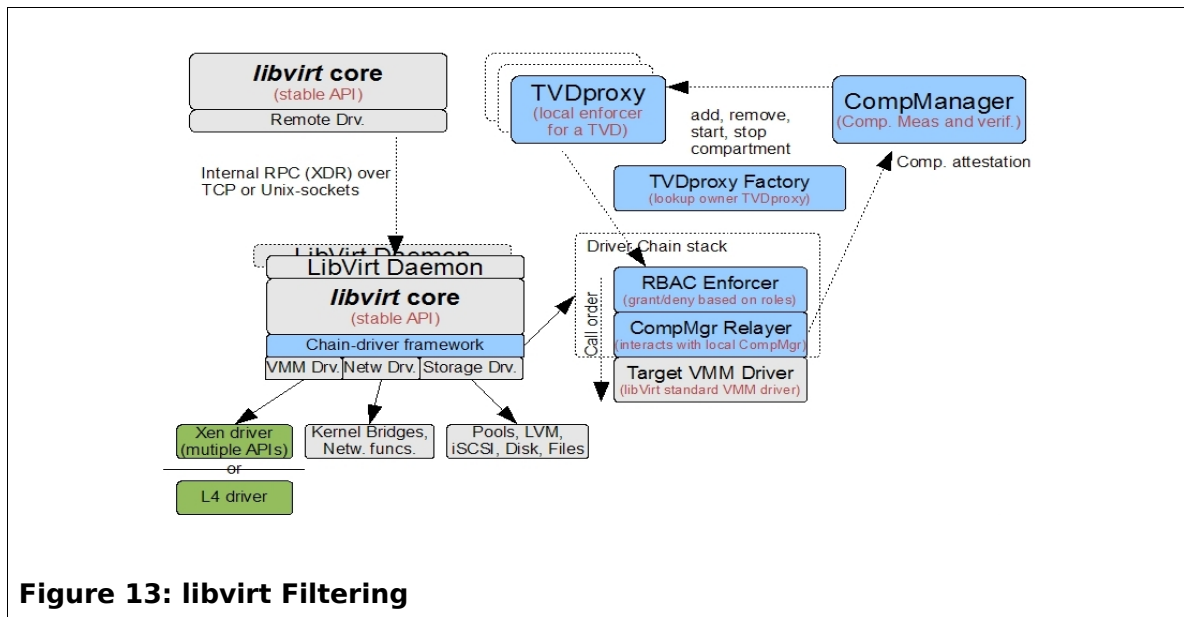 libvirt core
(stable API)
Remote Drv.
Internal RPC (XDR) over
TCP or Unix-sockets
LibVirt Daemon
LibVirt Daemon
libvirt core
(stable API)
Chain-driver framework
VMM Drv.
Netw Drv.
Storage Drv.
Xen driver
(mutiple APIs)
or
L4 driver
Kernel Bridges,
Netw. funcs.
Pools, LVM,
iSCSI, Disk, Files
TVDproxy
(local enforcer
for a TVD)
add, remove,
start, stop
compartment
CompManager
(Comp. Meas and verif.)
Comp. attestation
TVDproxy Factory
(lookup owner TVDproxy)
Driver Chain stack
Call order
RBAC Enforcer
(grant/deny based on roles)
CompMgr Relayer
(interacts with local CompMgr)
Target VMM Driver
(libVirt standard VMM driver)
Figure 13: libvirt Filtering